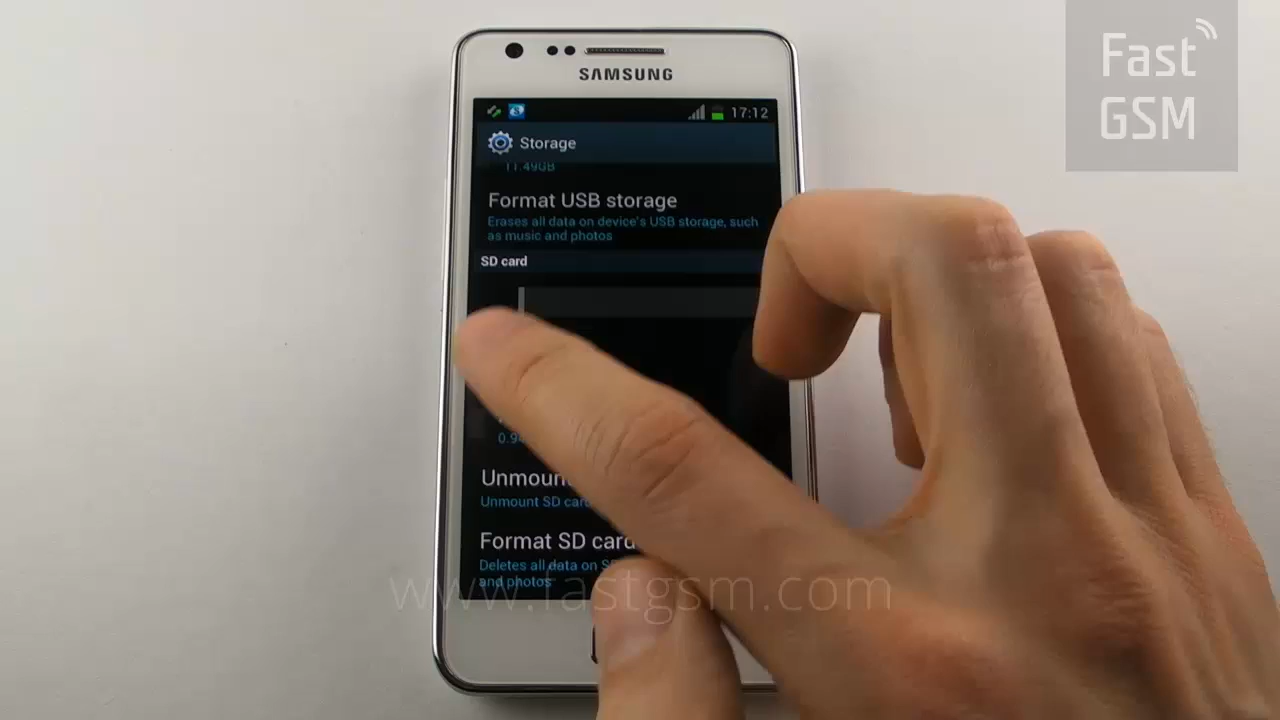 Fast
GSM
SAMSUNG
17:12
Storage
11.49GB
Format USB storage
Erases all data on device's USB storage, such
as music and photos
SD card
Unmount SD card
Format SD card
Deletes all data on
and photos
www.fastgsm.com